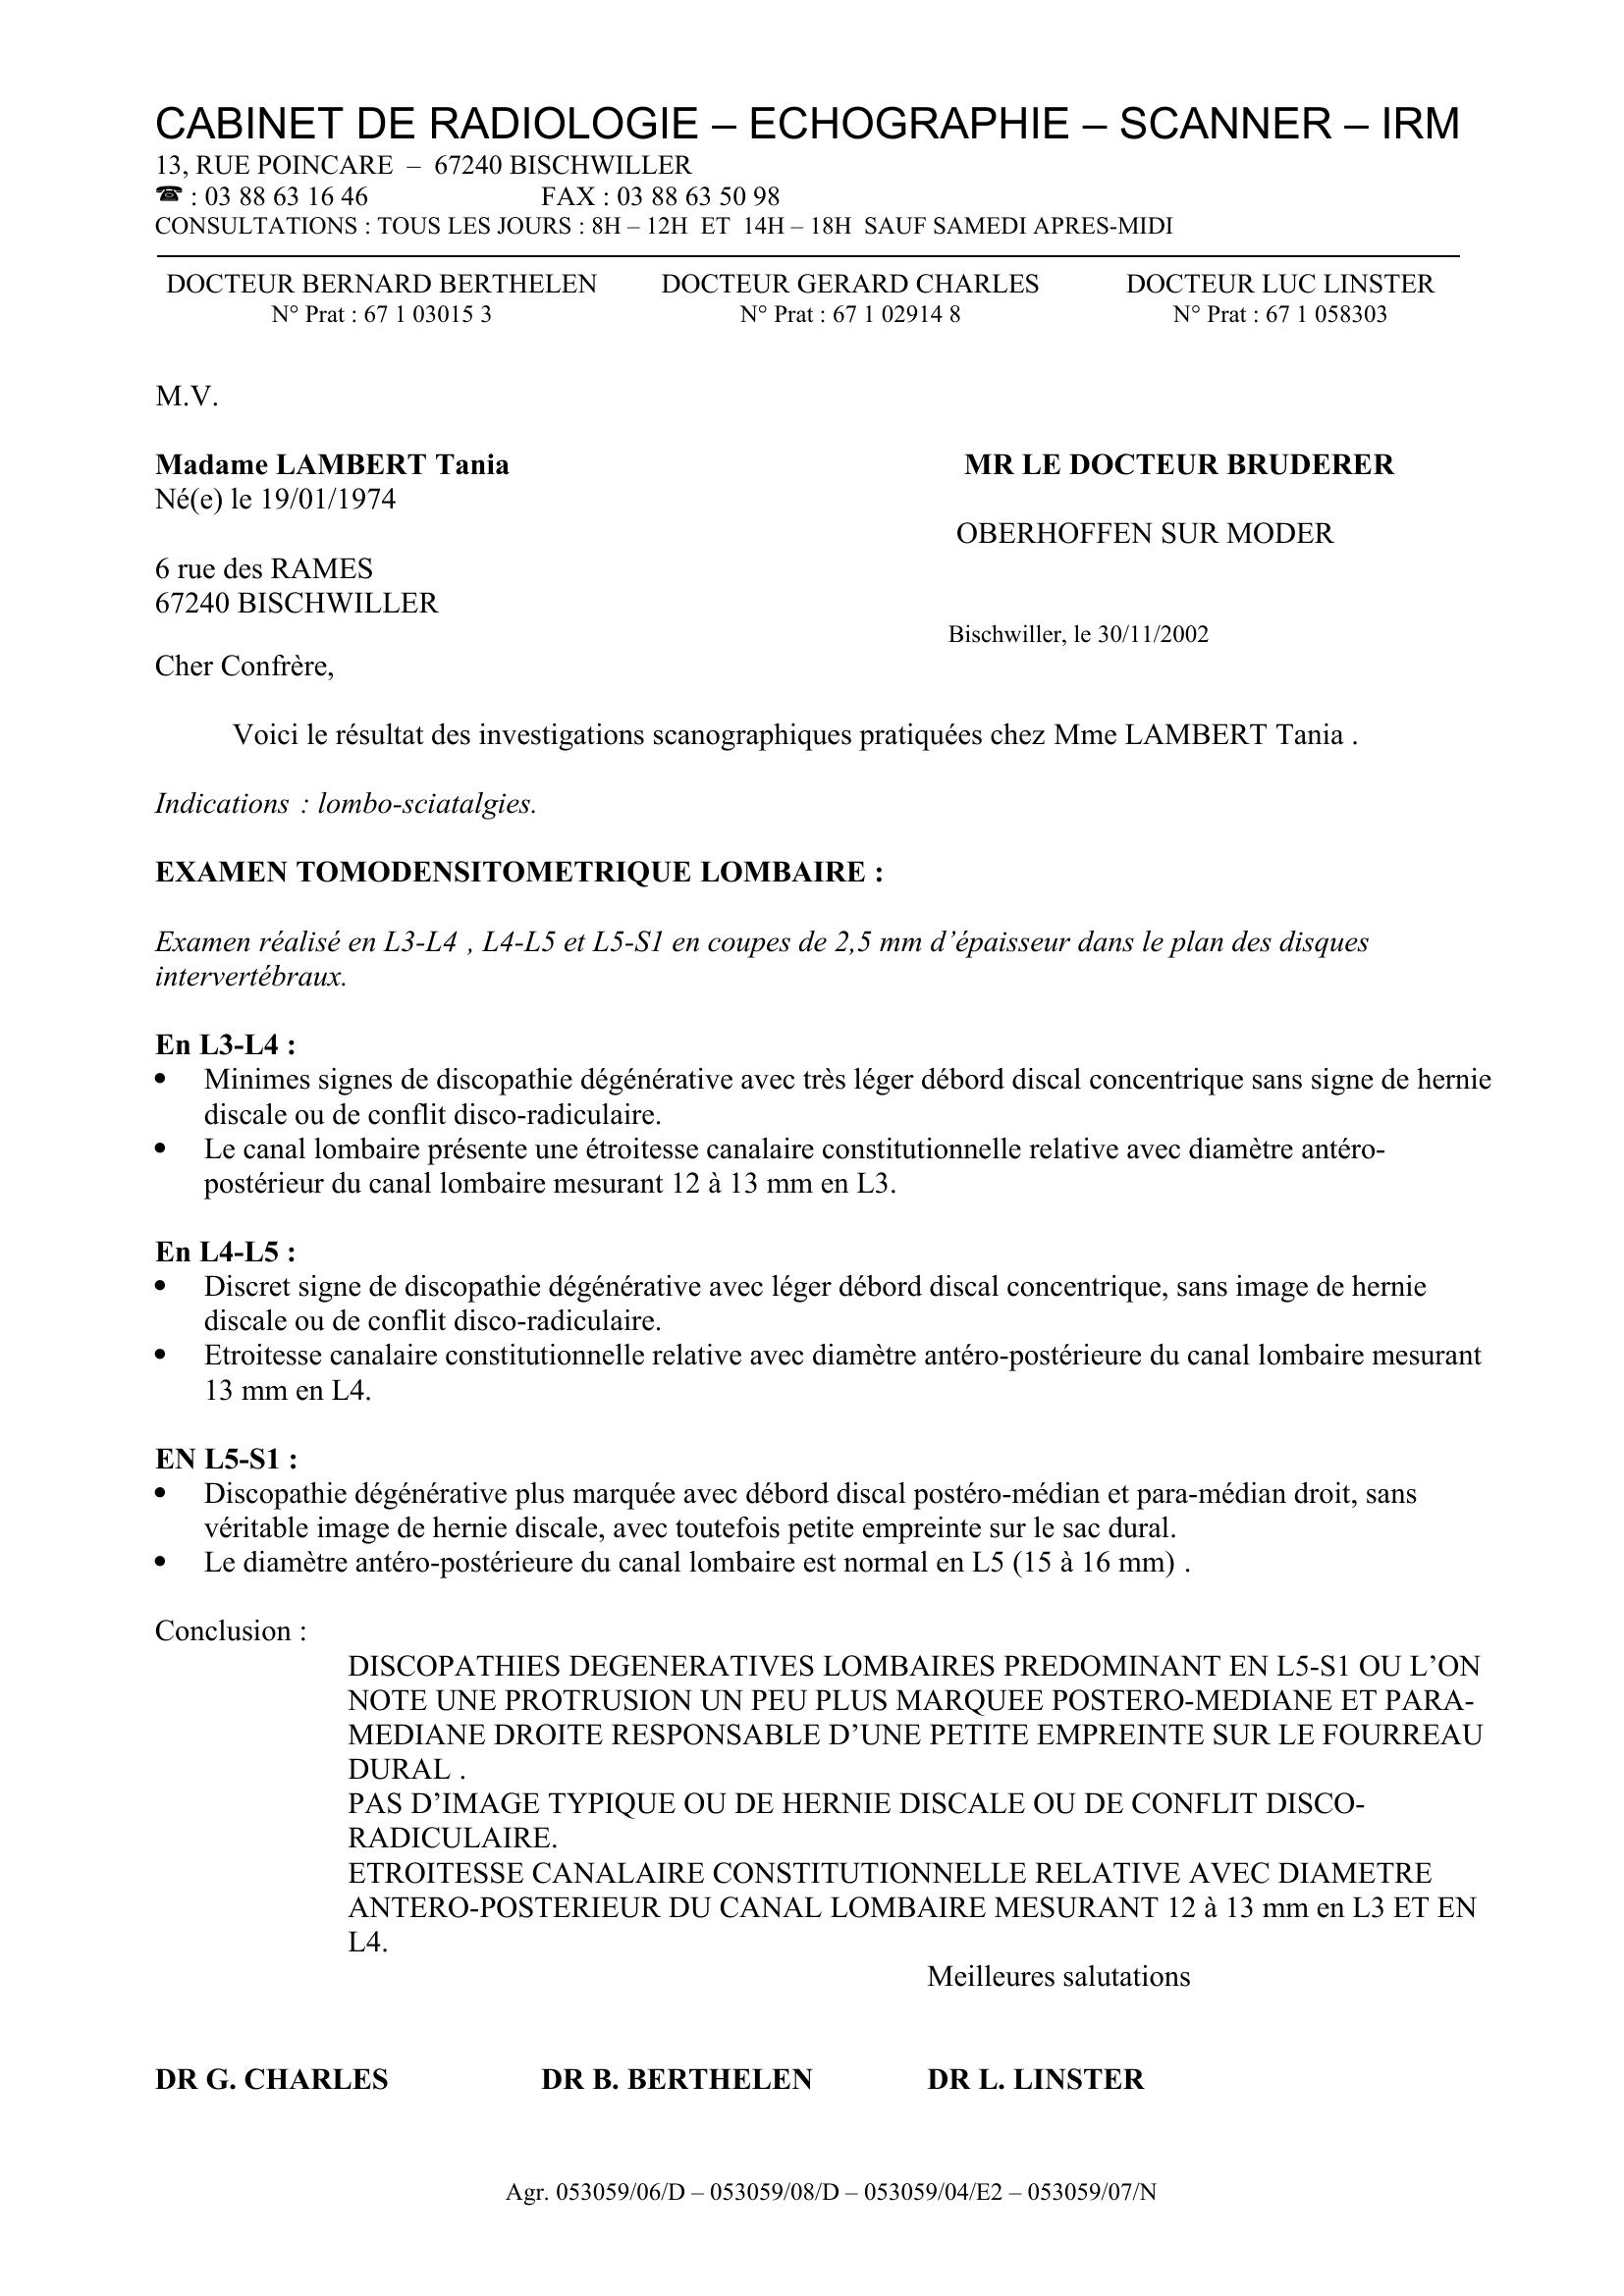 CABINET DE RADIOLOGIE – ECHOGRAPHIE – SCANNER – IRM
13, RUE POINCARE – 67240 BISCHWILLER
☎ : 03 88 63 16 46 FAX : 03 88 63 50 98
CONSULTATIONS : TOUS LES JOURS : 8H – 12H ET 14H – 18H SAUF SAMEDI APRES-MIDI
DOCTEUR BERNARD BERTHELEN DOCTEUR GERARD CHARLES DOCTEUR LUC LINSTER
N° Prat : 67 1 03015 3 N° Prat : 67 1 02914 8 N° Prat : 67 1 058303
M.V.
Madame LAMBERT Tania MR LE DOCTEUR BRUDERER
Né(e) le 19/01/1974
OBERHOFFEN SUR MODER
6 rue des RAMES
67240 BISCHWILLER
Bischwiller, le 30/11/2002
Cher Confrère,
Voici le résultat des investigations scanographiques pratiquées chez Mme LAMBERT Tania .
Indications : lombo-sciatalgies.
EXAMEN TOMODENSITOMETRIQUE LOMBAIRE :
Examen réalisé en L3-L4 , L4-L5 et L5-S1 en coupes de 2,5 mm d’épaisseur dans le plan des disques
intervertébraux.
En L3-L4 :
• Minimes signes de discopathie dégénérative avec très léger débord discal concentrique sans signe de hernie
discale ou de conflit disco-radiculaire.
• Le canal lombaire présente une étroitesse canalaire constitutionnelle relative avec diamètre antéro-
postérieur du canal lombaire mesurant 12 à 13 mm en L3.
En L4-L5 :
• Discret signe de discopathie dégénérative avec léger débord discal concentrique, sans image de hernie
discale ou de conflit disco-radiculaire.
• Etroitesse canalaire constitutionnelle relative avec diamètre antéro-postérieure du canal lombaire mesurant
13 mm en L4.
EN L5-S1 :
• Discopathie dégénérative plus marquée avec débord discal postéro-médian et para-médian droit, sans
véritable image de hernie discale, avec toutefois petite empreinte sur le sac dural.
• Le diamètre antéro-postérieure du canal lombaire est normal en L5 (15 à 16 mm) .
Conclusion :
DISCOPATHIES DEGENERATIVES LOMBAIRES PREDOMINANT EN L5-S1 OU L’ON
NOTE UNE PROTRUSION UN PEU PLUS MARQUEE POSTERO-MEDIANE ET PARA-
MEDIANE DROITE RESPONSABLE D’UNE PETITE EMPREINTE SUR LE FOURREAU
DURAL .
PAS D’IMAGE TYPIQUE OU DE HERNIE DISCALE OU DE CONFLIT DISCO-
RADICULAIRE.
ETROITESSE CANALAIRE CONSTITUTIONNELLE RELATIVE AVEC DIAMETRE
ANTERO-POSTERIEUR DU CANAL LOMBAIRE MESURANT 12 à 13 mm en L3 ET EN
L4.
Meilleures salutations
DR G. CHARLES DR B. BERTHELEN DR L. LINSTER
Agr. 053059/06/D – 053059/08/D – 053059/04/E2 – 053059/07/N